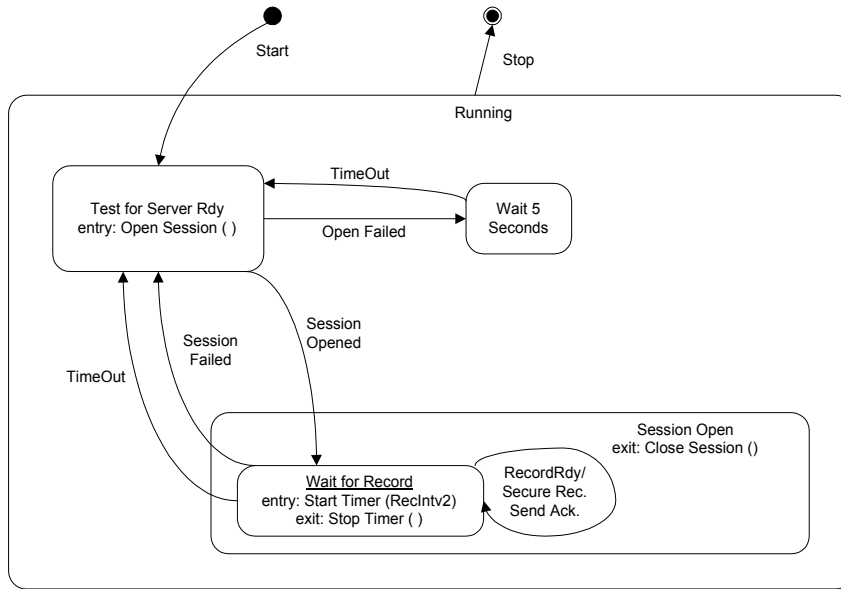 Start
Stop
Running
TimeOut
Test for Server Rdy
entry: Open Session ( )
Wait 5
Seconds
Open Failed
Session
Opened
Session
Failed
TimeOut
Session Open
exit: Close Session ()
Wait for Record
entry: Start Timer (RecIntv2)
exit: Stop Timer ( )
RecordRdy/
Secure Rec.
Send Ack.